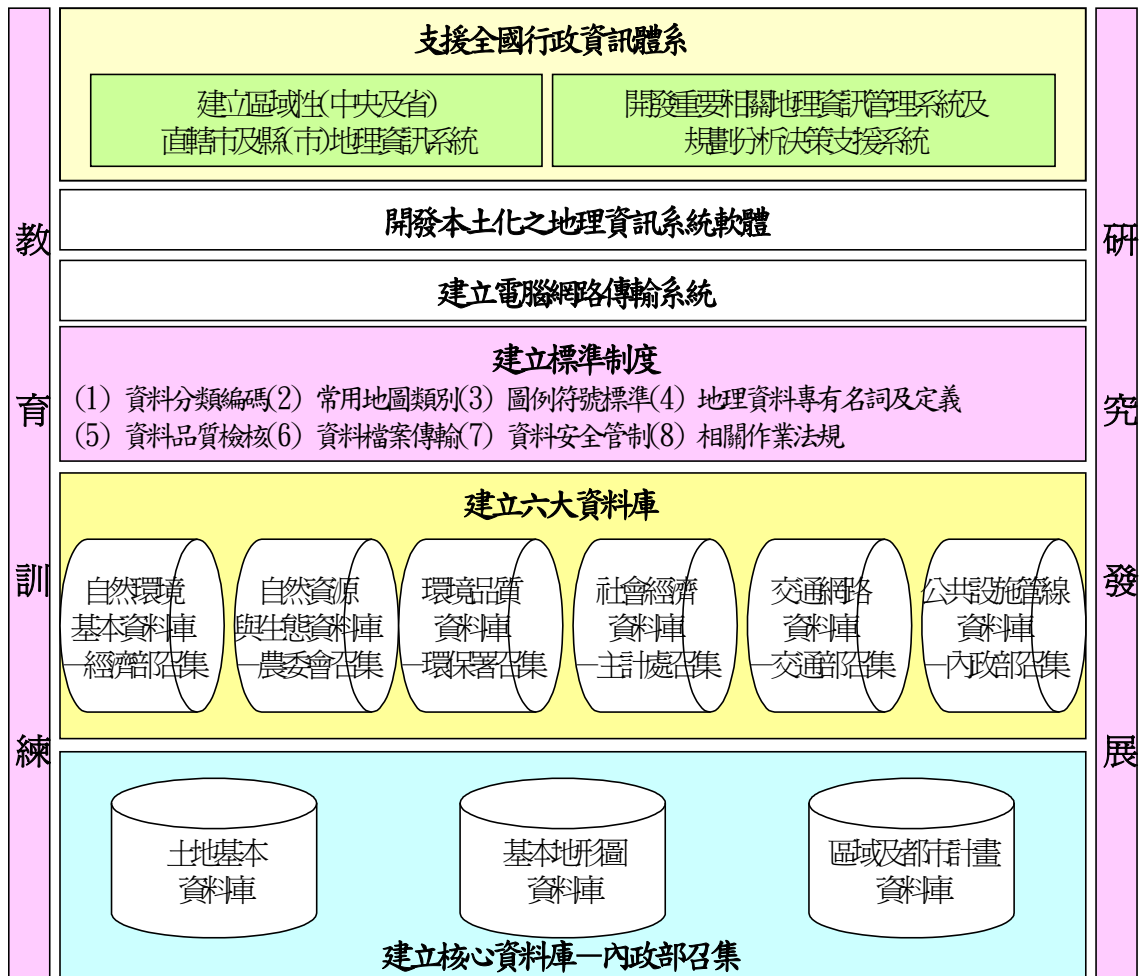 支援全國行政資訊體系
建立區域性(中央及省)
直轄市及縣(市)地理資訊系統
開發重要相關地理資訊管理系統及
規劃分析決策支援系統
開發本土化之地理資訊系統軟體
建立電腦網路傳輸系統
建立標準制度
(1) 資料分類編碼(2) 常用地圖類別(3) 圖例符號標準(4) 地理資料專有名詞及定義
(5) 資料品質檢核(6) 資料檔案傳輸(7) 資料安全管制(8) 相關作業法規
建立六大資料庫
自然環境
基本資料庫
—經濟部召集
自然資源
與生態資料庫
—農委會召集
環境品質
資料庫
—環保署召集
社會經濟
資料庫
—主計處召集
交通網路
資料庫
—交通部召集
公共設施管線
資料庫
—內政部召集
土地基本
資料庫
基本地形圖
資料庫
區域及都市計畫
資料庫
建立核心資料庫—內政部召集
教
育
訓
練
研
究
發
展